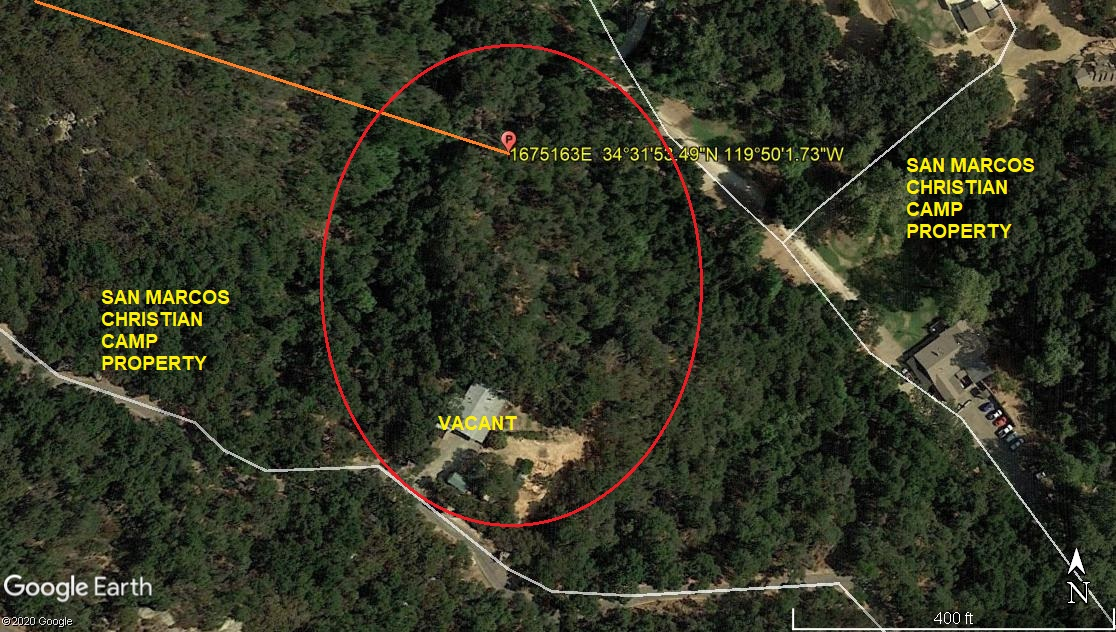 P
1675163E 34°31'53.49"N 119°50'1.73"W
SAN MARCOS
CHRISTIAN
CAMP
PROPERTY
SAN MARCOS
CHRISTIAN
CAMP
PROPERTY
VACANT
Google Earth
©2020 Google
N
400 ft